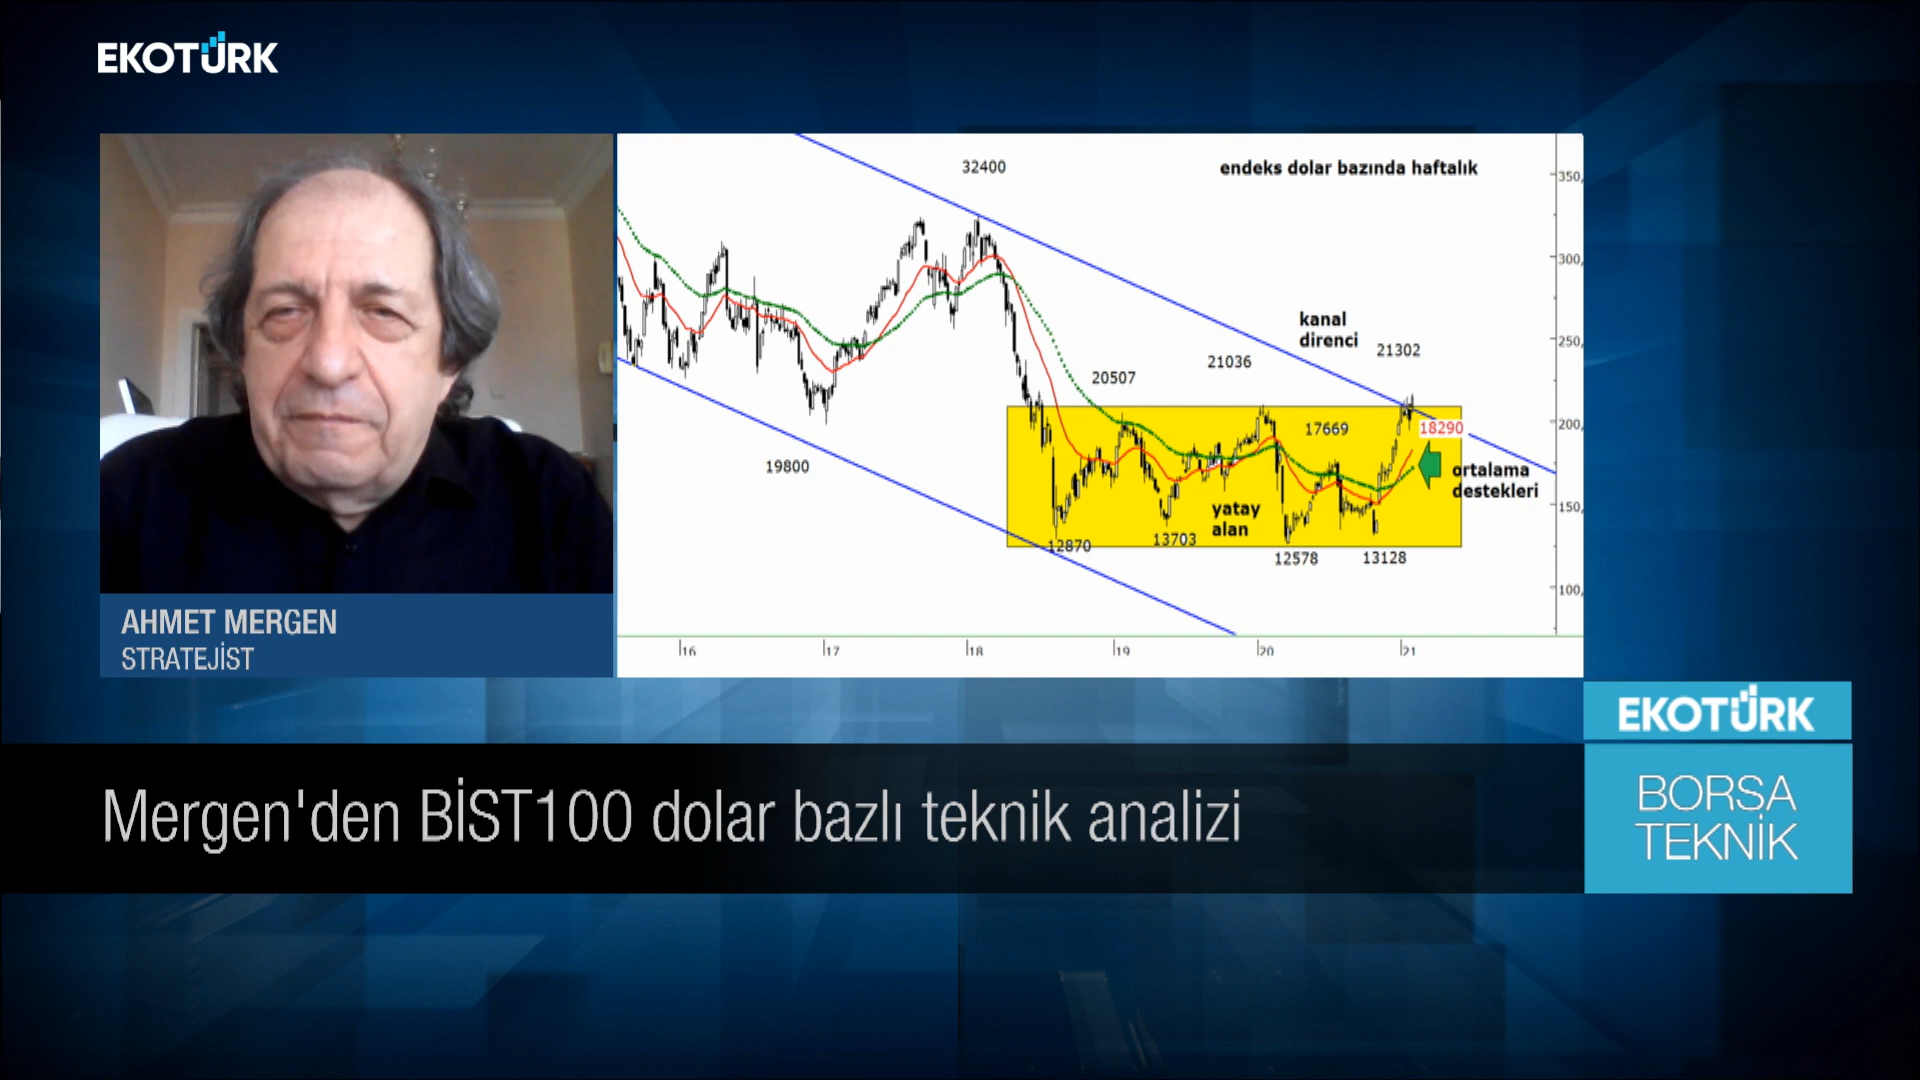 EKOTÜRK
32400
endeks dolar bazında haftalık
350,
300,
kanal
direnci
250,
21302
21036
20507
200,
18290
17669
19800
ortalama
destekleri
yatay
alan
150,
12870
13703
12578
13128
100,
16
17
18
19
20
21
AHMET MERGEN
STRATEJİST
EKOTÜRK
Mergen'den BİST100 dolar bazlı teknik analizi
BORSA
TEKNİK